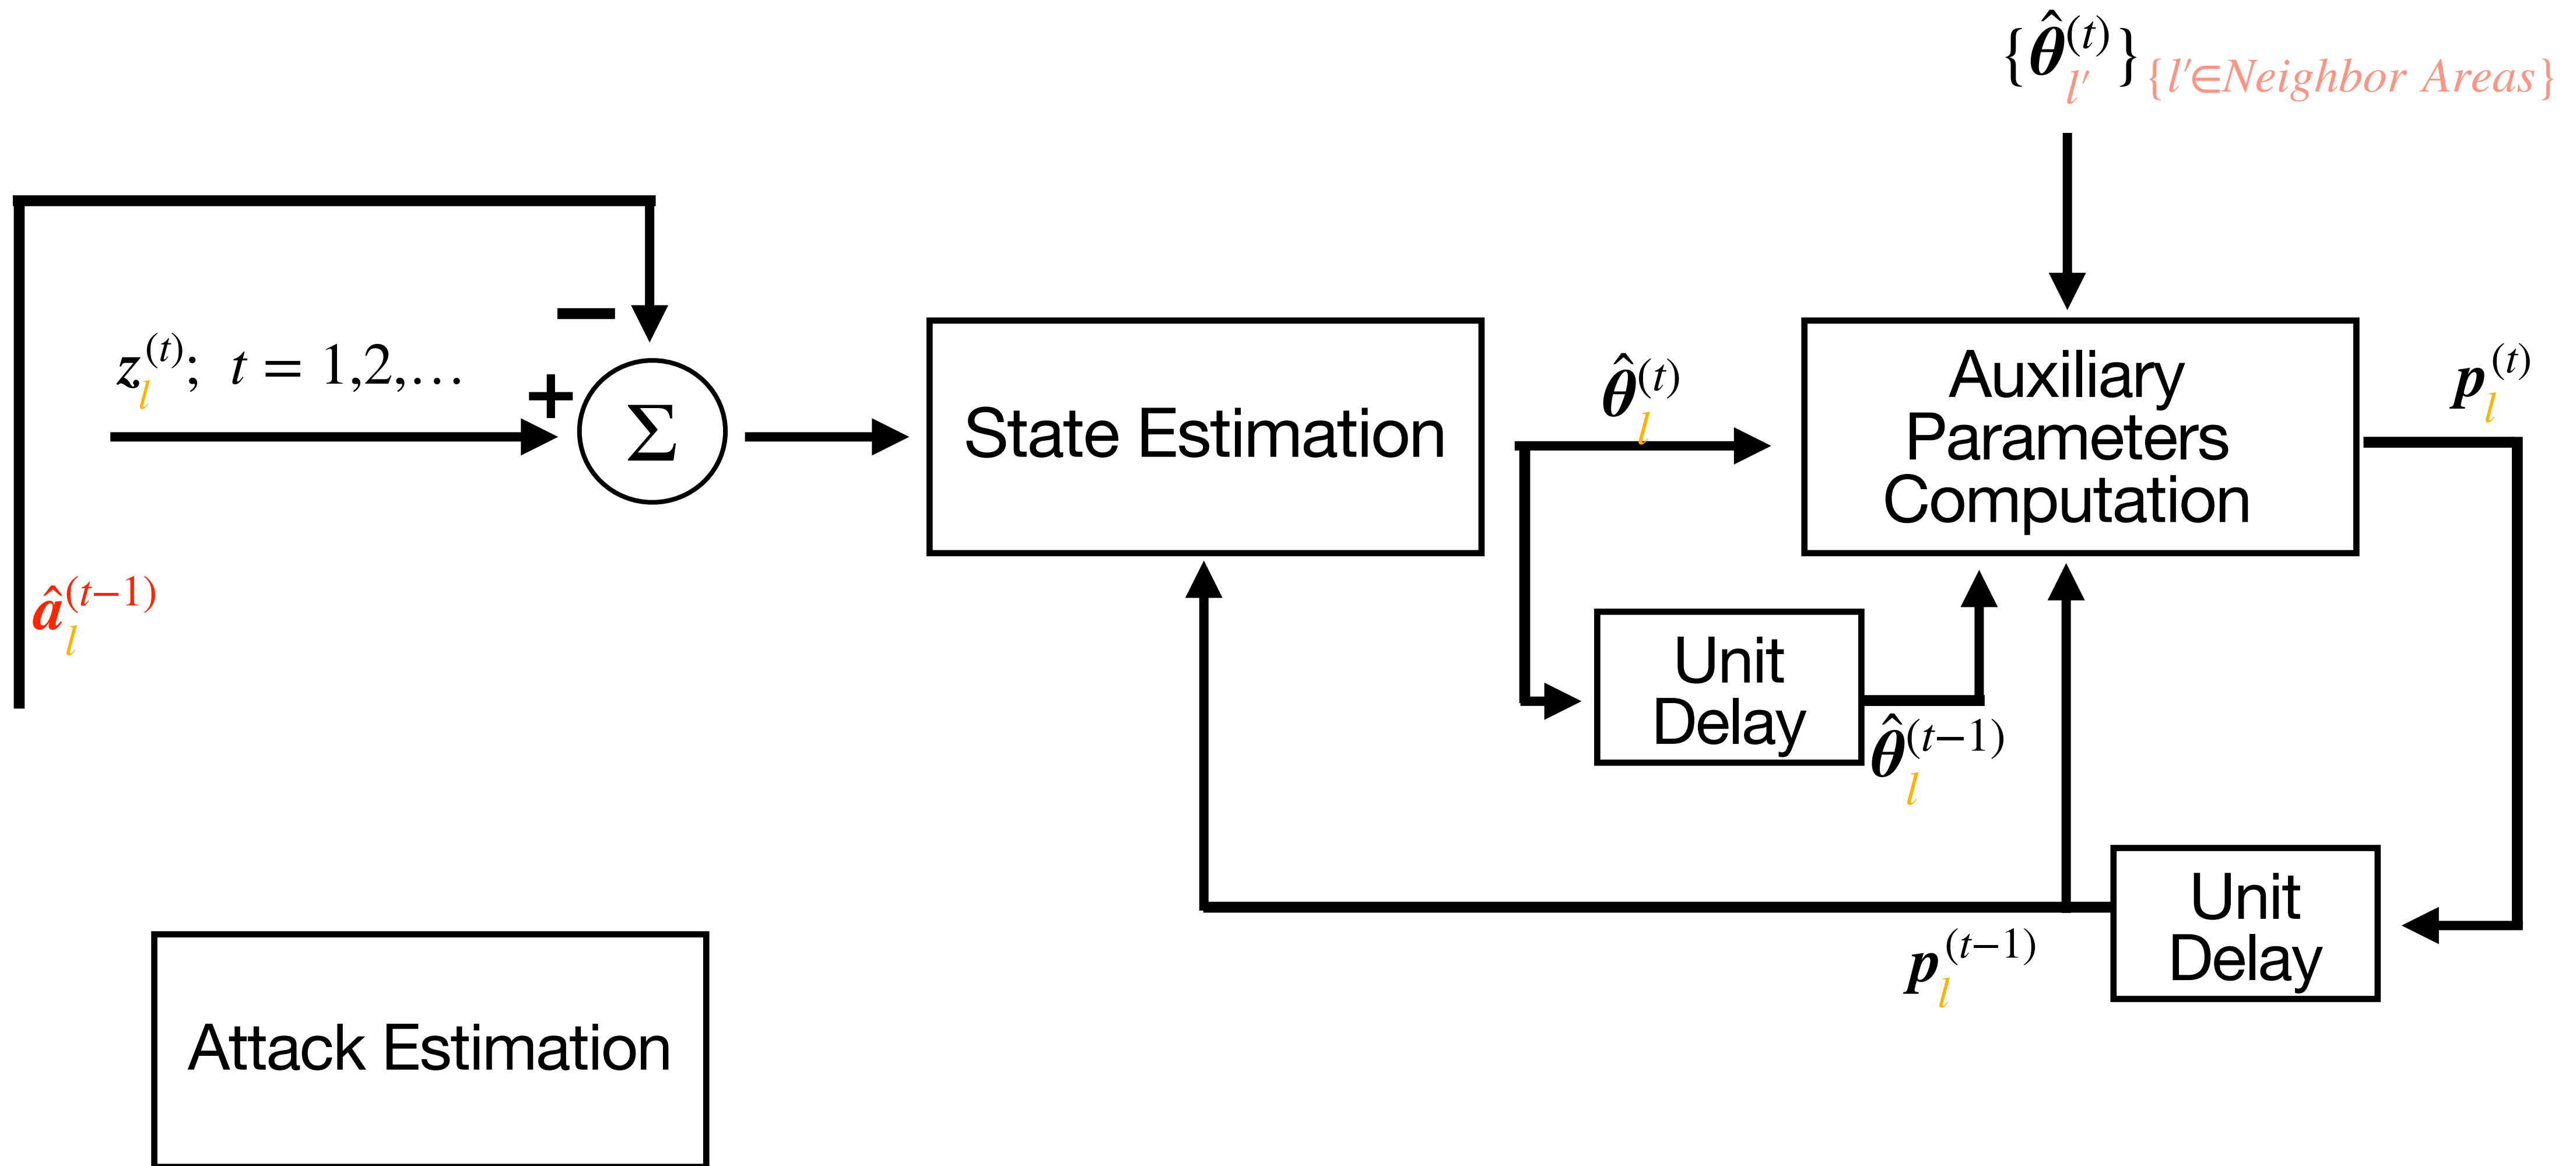 {θ̂_{l′}^{(t)}}_{{l′∈Neighbor Areas}}
z_l^{(t)}; t = 1,2,…
−
+
Σ
State Estimation
θ̂_l^{(t)}
Auxiliary
Parameters
Computation
p_l^{(t)}
â_l^{(t−1)}
Unit
Delay
θ̂_l^{(t−1)}
Unit
Delay
p_l^{(t−1)}
Attack Estimation